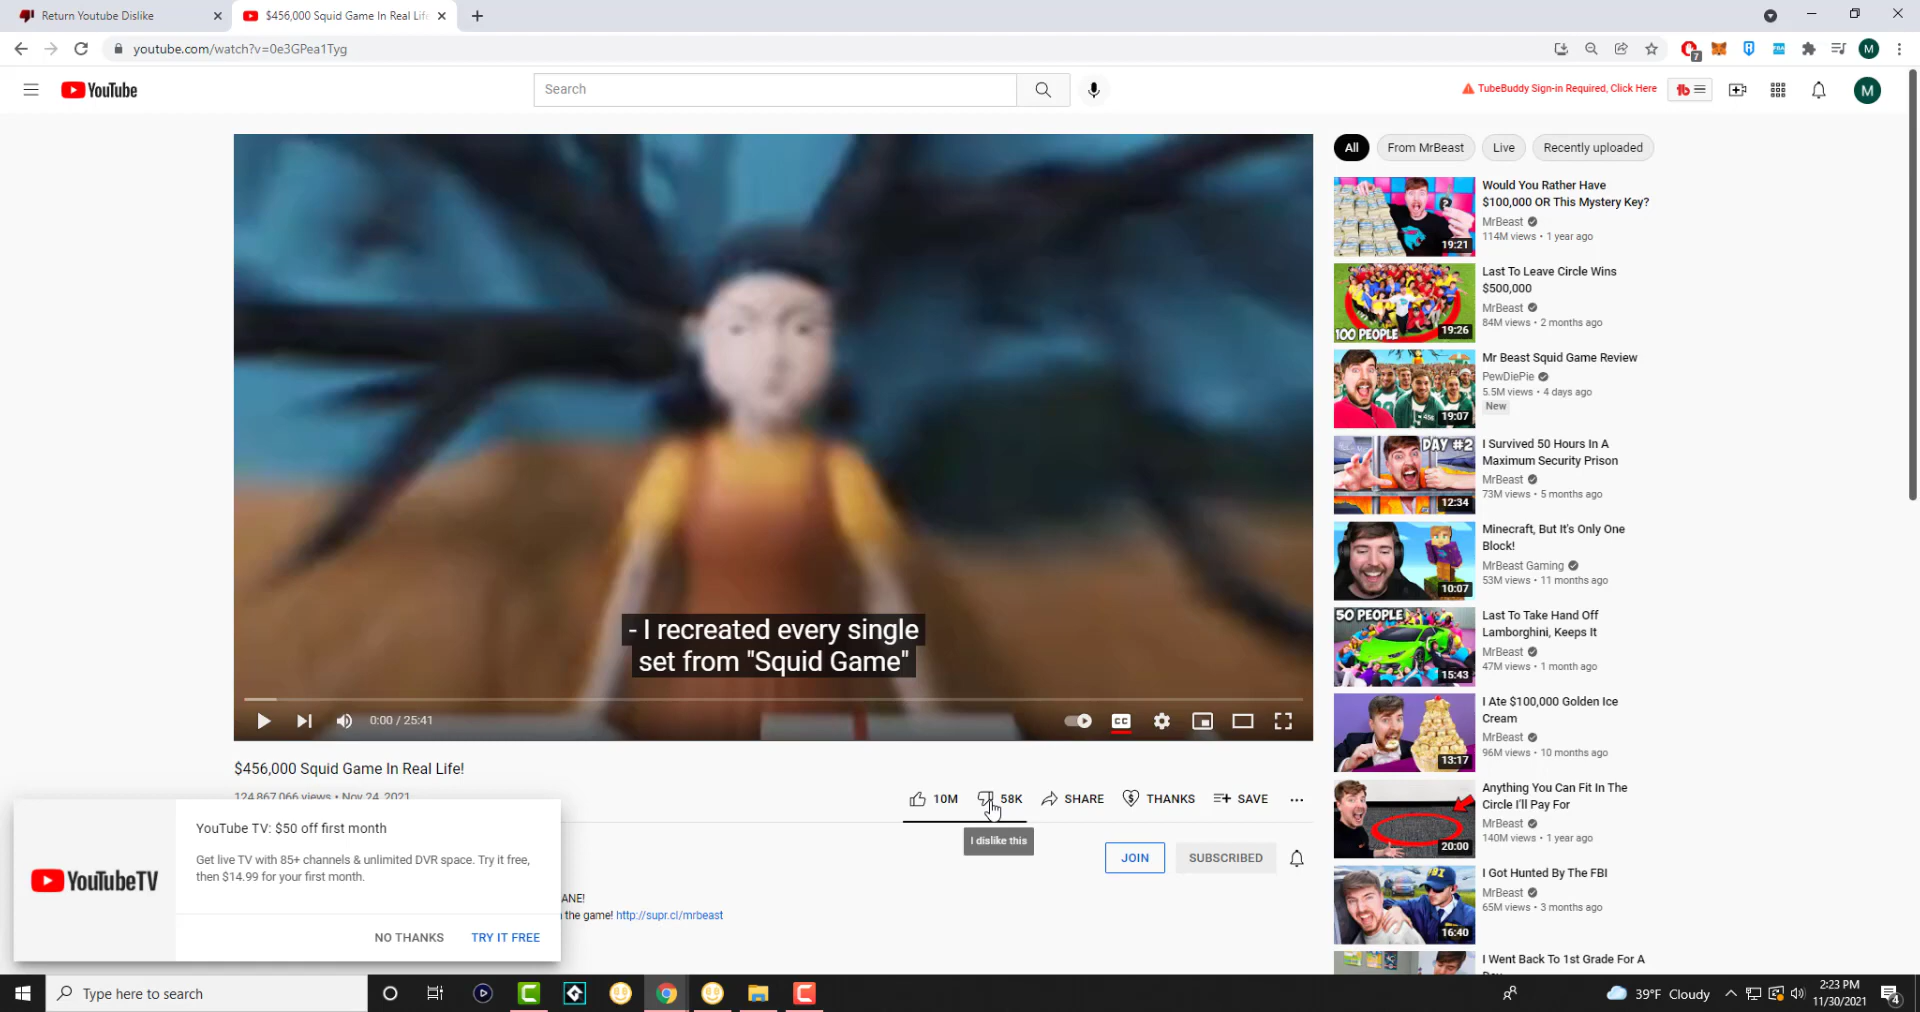 Return Youtube Dislike
$456,000 Squid Game In Real Life
youtube.com/watch?v=0e3GPea1Tyg
7
FBA
M
YouTube
Search
TubeBuddy Sign-in Required, Click Here
tb
M
- I recreated every single
set from "Squid Game"
0:00 / 25:41
CC
$456,000 Squid Game In Real Life!
124,867,066 views • Nov 24, 2021
10M
58K
SHARE
THANKS
SAVE
I dislike this
JOIN
SUBSCRIBED
ANE!
the game! http://supr.cl/mrbeast
YouTube TV: $50 off first month
Get live TV with 85+ channels & unlimited DVR space. Try it free,
then $14.99 for your first month.
YouTubeTV
NO THANKS
TRY IT FREE
All
From MrBeast
Live
Recently uploaded
19:21
Would You Rather Have
$100,000 OR This Mystery Key?
MrBeast
114M views • 1 year ago
100 PEOPLE
19:26
Last To Leave Circle Wins
$500,000
MrBeast
84M views • 2 months ago
19:07
Mr Beast Squid Game Review
PewDiePie
5.5M views • 4 days ago
New
DAY #2
12:34
I Survived 50 Hours In A
Maximum Security Prison
MrBeast
73M views • 5 months ago
10:07
Minecraft, But It's Only One
Block!
MrBeast Gaming
53M views • 11 months ago
50 PEOPLE
15:43
Last To Take Hand Off
Lamborghini, Keeps It
MrBeast
47M views • 1 month ago
13:17
I Ate $100,000 Golden Ice
Cream
MrBeast
96M views • 10 months ago
20:00
Anything You Can Fit In The
Circle I'll Pay For
MrBeast
140M views • 1 year ago
FBI
16:40
I Got Hunted By The FBI
MrBeast
65M views • 3 months ago
I Went Back To 1st Grade For A
Type here to search
39°F Cloudy
2:23 PM
11/30/2021
4